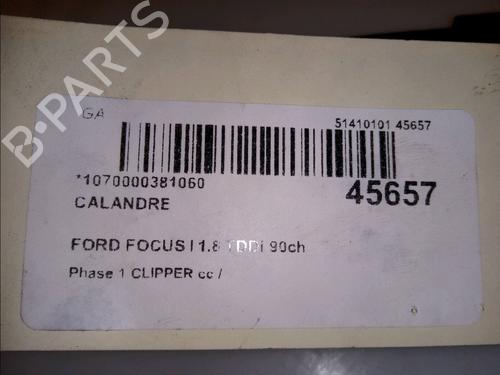 B-PARTS
GA
51410101 45657
*1070000381060
45657
CALANDRE
FORD FOCUS I 1.8 TDDi 90ch
Phase 1 CLIPPER cc /